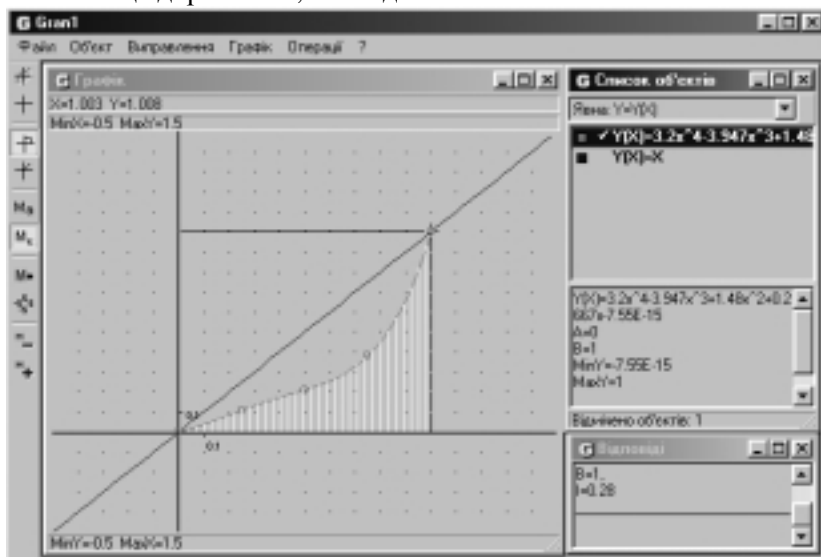 Gran1
Файл Об'єкт Виправлення Графік Операції ?
Графік
X=1.003 Y=1.008
MinX=-0.5 MaxY=1.5
0.1
0.1
MinY=-0.5 MaxX=1.5
Список об'єктів
Явна: Y=Y(X)
Y(X)=3.2x^4-3.947x^3+1.48
Y(X)=X
Y(X)=3.2x^4-3.947x^3+1.48x^2+0.2
667x-7.55E-15
A=0
B=1
MinY=-7.55E-15
MaxY=1
Відмічено об'єктів: 1
Відповіді
B=1,
I=0.28